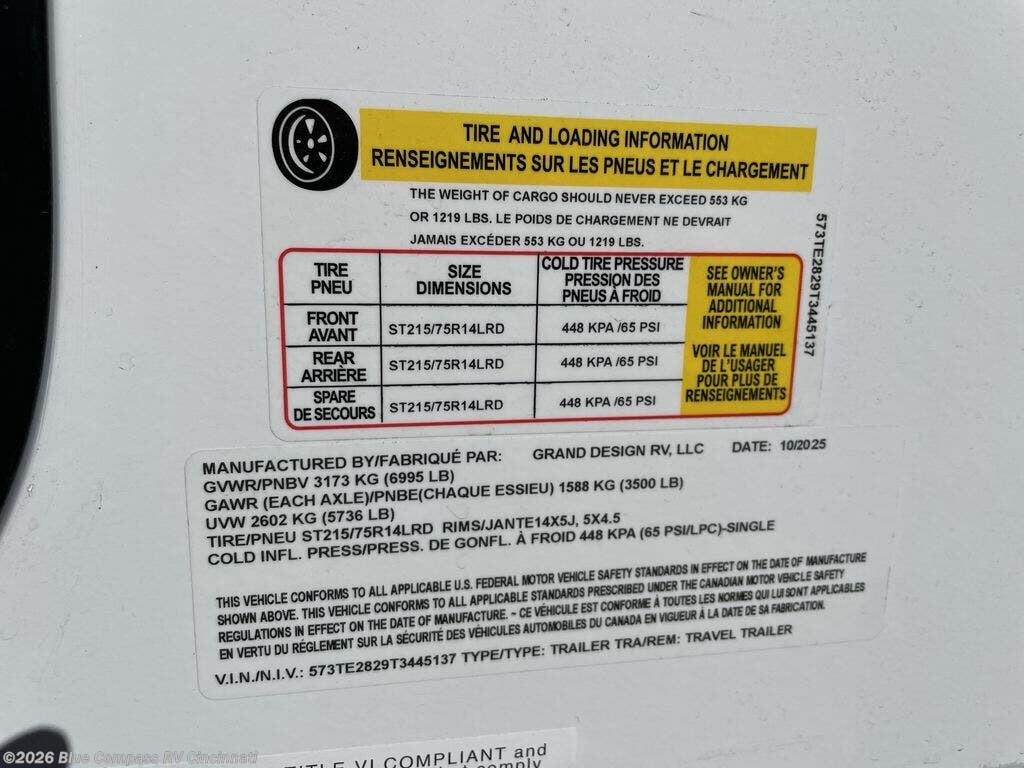 TIRE AND LOADING INFORMATION
RENSEIGNEMENTS SUR LES PNEUS ET LE CHARGEMENT
THE WEIGHT OF CARGO SHOULD NEVER EXCEED 553 KG
OR 1219 LBS. LE POIDS DE CHARGEMENT NE DEVRAIT
JAMAIS EXCÉDER 553 KG OU 1219 LBS.
TIRE
PNEU
SIZE
DIMENSIONS
COLD TIRE PRESSURE
PRESSION DES
PNEUS À FROID
SEE OWNER'S
MANUAL FOR
ADDITIONAL
INFORMATION
FRONT
AVANT
ST215/75R14LRD
448 KPA /65 PSI
REAR
ARRIÈRE
ST215/75R14LRD
448 KPA /65 PSI
VOIR LE MANUEL
DE L'USAGER
POUR PLUS DE
RENSEIGNEMENTS
SPARE
DE SECOURS
ST215/75R14LRD
448 KPA /65 PSI
573TE2829T3445137
MANUFACTURED BY/FABRIQUÉ PAR: GRAND DESIGN RV, LLC DATE: 10/2025
GVWR/PNBV 3173 KG (6995 LB)
GAWR (EACH AXLE)/PNBE(CHAQUE ESSIEU) 1588 KG (3500 LB)
UVW 2602 KG (5736 LB)
TIRE/PNEU ST215/75R14LRD RIMS/JANTE14X5J, 5X4.5
COLD INFL. PRESS/PRESS. DE GONFL. À FROID 448 KPA (65 PSI/LPC)-SINGLE
THIS VEHICLE CONFORMS TO ALL APPLICABLE U.S. FEDERAL MOTOR VEHICLE SAFETY STANDARDS IN EFFECT ON THE DATE OF MANUFACTURE
SHOWN ABOVE. THIS VEHICLE CONFORMS TO ALL APPLICABLE STANDARDS PRESCRIBED UNDER THE CANADIAN MOTOR VEHICLE SAFETY
REGULATIONS IN EFFECT ON THE DATE OF MANUFACTURE. ~ CE VÉHICULE EST CONFORME À TOUTES LES NORMES QUI LUI SONT APPLICABLES
EN VERTU DU RÈGLEMENT SUR LA SÉCURITÉ DES VÉHICULES AUTOMOBILES DU CANADA EN VIGUEUR À LA DATE DE SA FABRICATION.
V.I.N./N.I.V.: 573TE2829T3445137 TYPE/TYPE: TRAILER TRA/REM: TRAVEL TRAILER
TITLE VI COMPLIANT and
comply
©2026 Blue Compass RV Cincinnati